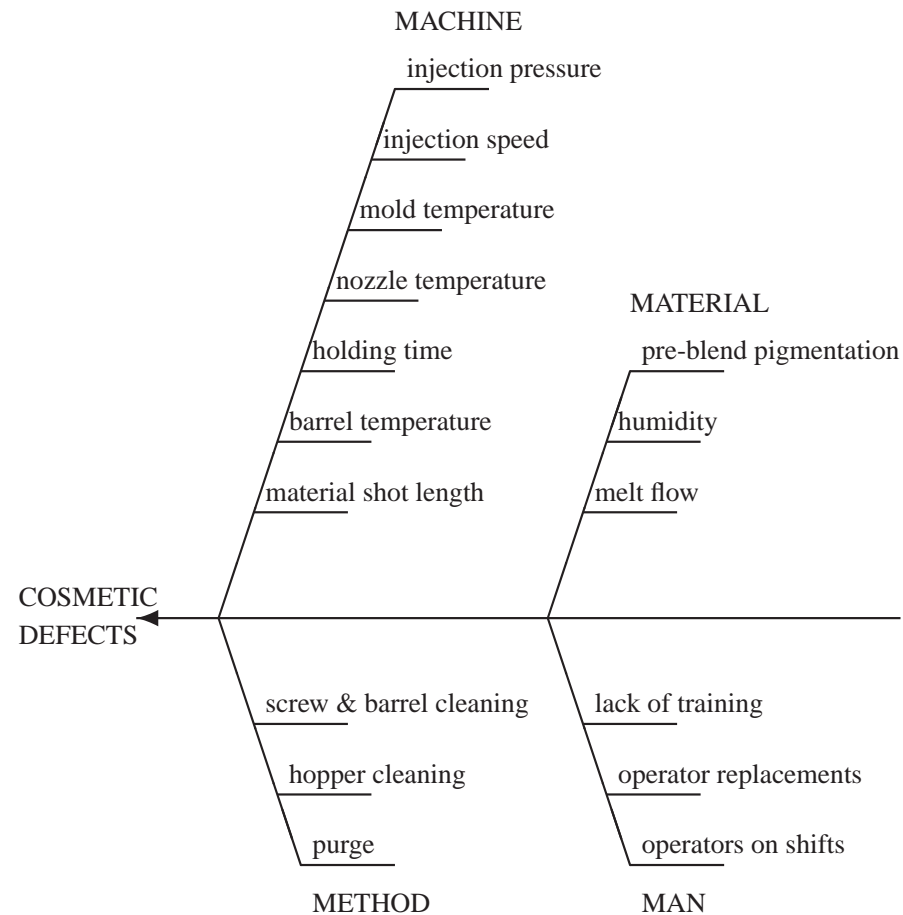 MACHINE
injection pressure
injection speed
mold temperature
nozzle temperature
holding time
barrel temperature
material shot length
MATERIAL
pre-blend pigmentation
humidity
melt flow
COSMETIC
DEFECTS
screw & barrel cleaning
hopper cleaning
purge
METHOD
lack of training
operator replacements
operators on shifts
MAN